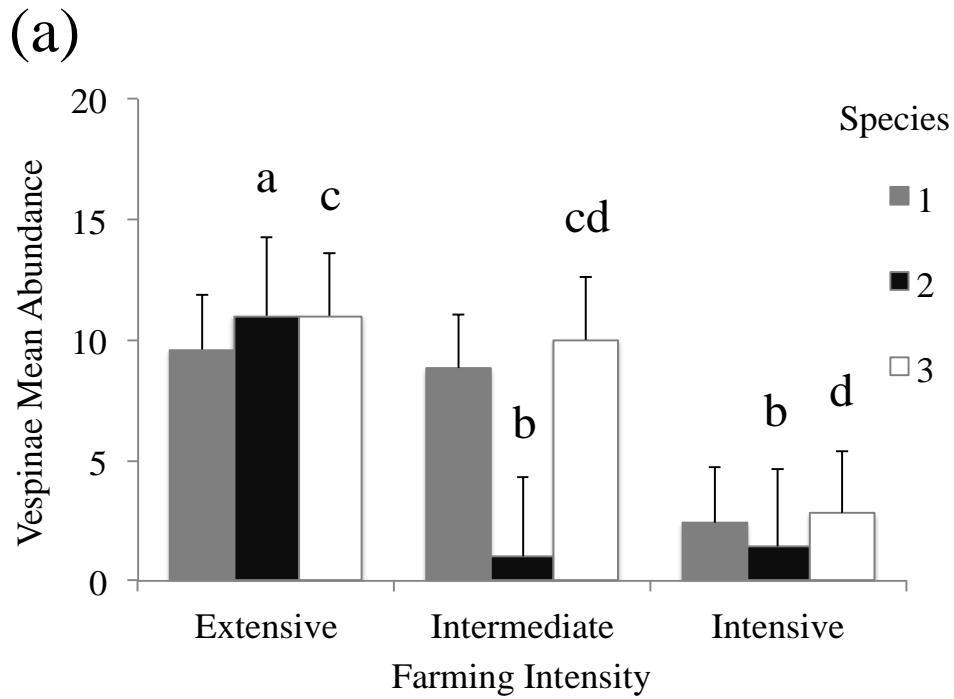 (a)
Vespinae Mean Abundance
20
15
10
5
0
a
c
b
cd
b
d
Species
1
2
3
Extensive
Intermediate
Intensive
Farming Intensity